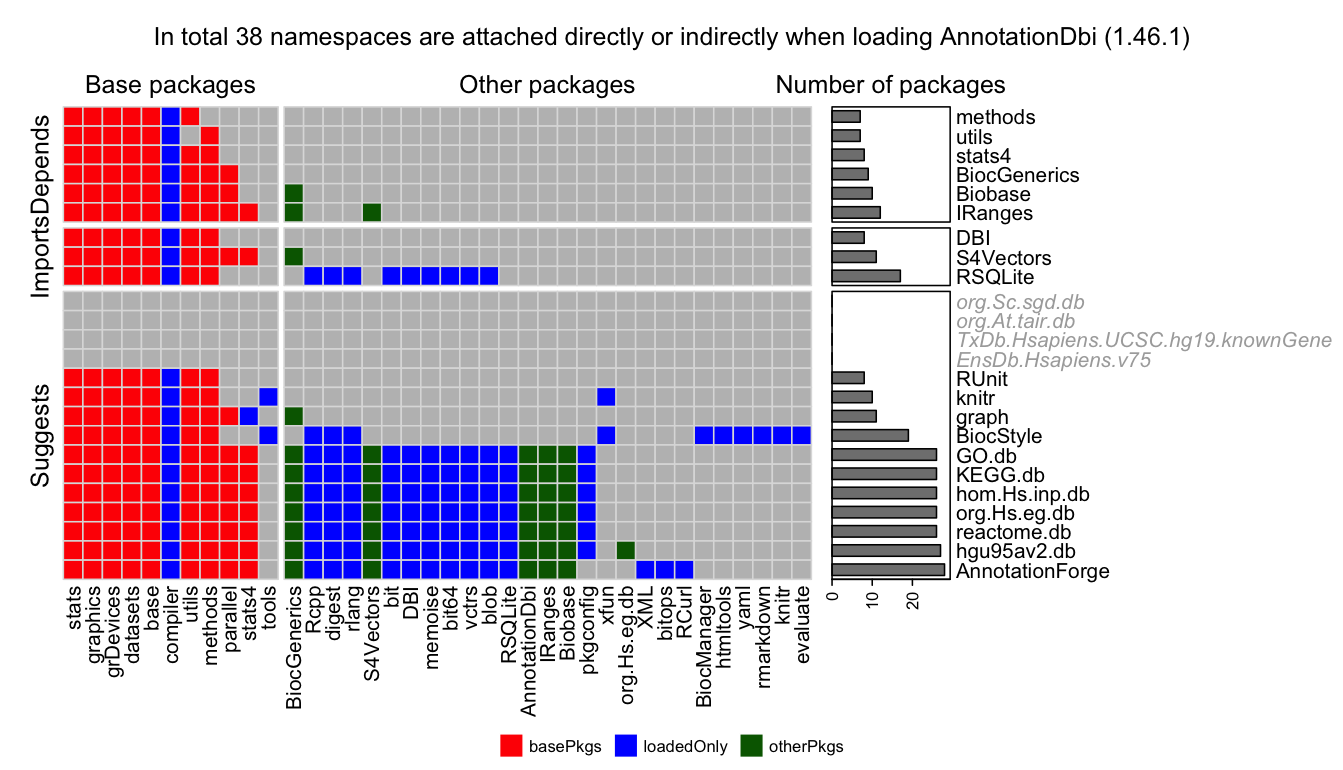 In total 38 namespaces are attached directly or indirectly when loading AnnotationDbi (1.46.1)
Base packages
Other packages
Number of packages
Depends
Imports
Suggests
methods
utils
stats4
BiocGenerics
Biobase
IRanges
DBI
S4Vectors
RSQLite
org.Sc.sgd.db
org.At.tair.db
TxDb.Hsapiens.UCSC.hg19.knownGene
EnsDb.Hsapiens.v75
RUnit
knitr
graph
BiocStyle
GO.db
KEGG.db
hom.Hs.inp.db
org.Hs.eg.db
reactome.db
hgu95av2.db
AnnotationForge
0
10
20
stats
graphics
grDevices
datasets
base
compiler
utils
methods
parallel
stats4
tools
BiocGenerics
Rcpp
digest
rlang
S4Vectors
bit
DBI
memoise
bit64
vctrs
blob
RSQLite
AnnotationDbi
IRanges
Biobase
pkgconfig
xfun
org.Hs.eg.db
XML
bitops
RCurl
BiocManager
htmltools
yaml
rmarkdown
knitr
evaluate
basePkgs
loadedOnly
otherPkgs